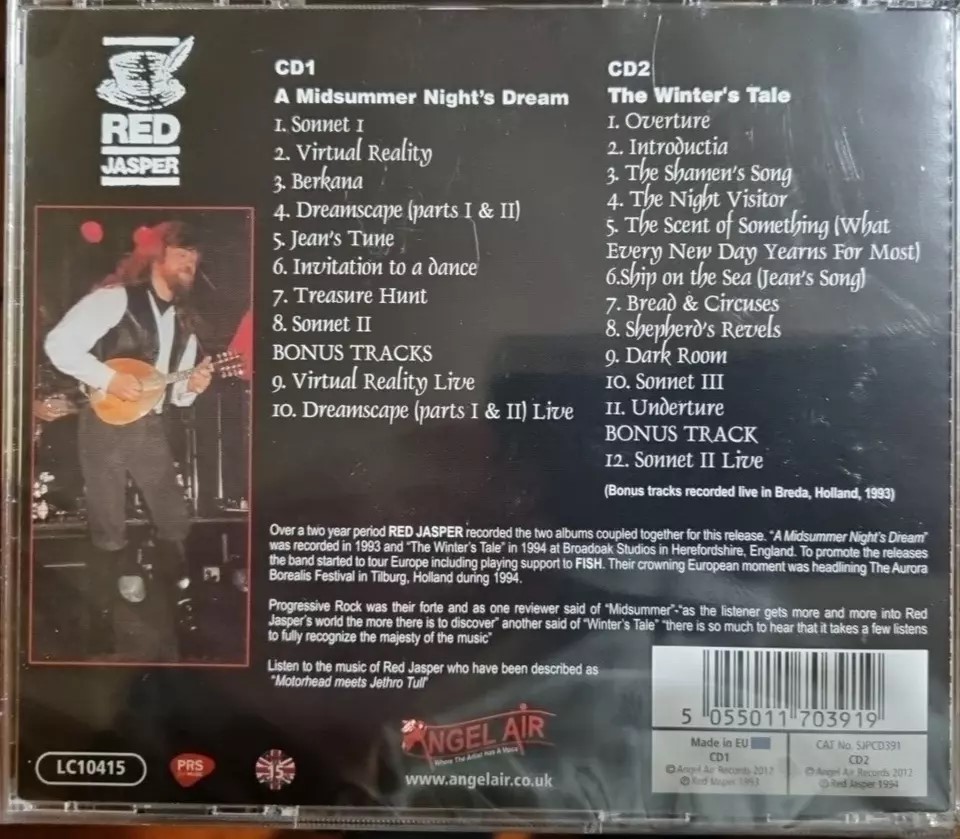 RED
JASPER
CD1
A Midsummer Night's Dream
1. Sonnet 1
2. Virtual Reality
3. Berkana
4. Dreamscape (parts I & II)
5. Jean's Tune
6. Invitation to a dance
7. Treasure Hunt
8. Sonnet II
BONUS TRACKS
9. Virtual Reality Live
10. Dreamscape (parts I & II) Live
CD2
The Winter's Tale
1. Overture
2. Introductia
3. The Shamen's Song
4. The Night Visitor
5. The Scent of Something (What
Every New Day Yearns For Most)
6.Ship on the Sea (Jean's Song)
7. Bread & Circuses
8. Shepherd's Revels
9. Dark Room
10. Sonnet III
11. Underture
BONUS TRACK
12. Sonnet II Live
(Bonus tracks recorded live in Breda, Holland, 1993)
Over a two year period RED JASPER recorded the two albums coupled together for this release. "A Midsummer Night's Dream"
was recorded in 1993 and "The Winter's Tale" in 1994 at Broadoak Studios in Herefordshire, England. To promote the releases
the band started to tour Europe including playing support to FISH. Their crowning European moment was headlining The Aurora
Borealis Festival in Tilburg, Holland during 1994.
Progressive Rock was their forte and as one reviewer said of "Midsummer"-"as the listener gets more and more into Red
Jasper's world the more there is to discover" another said of "Winter's Tale" "there is so much to hear that it takes a few listens
to fully recognize the majesty of the music"
Listen to the music of Red Jasper who have been described as
"Motorhead meets Jethro Tull"
LC10415
PRS
15
ANGEL AIR
Where The Artist Has A Voice
www.angelair.co.uk
5 055011 703919
Made in EU
CD1
©Angel Air Records 2012
℗Red Jasper 1993
CAT No. SJPCD391
CD2
©Angel Air Records 2012
℗Red Jasper 1994